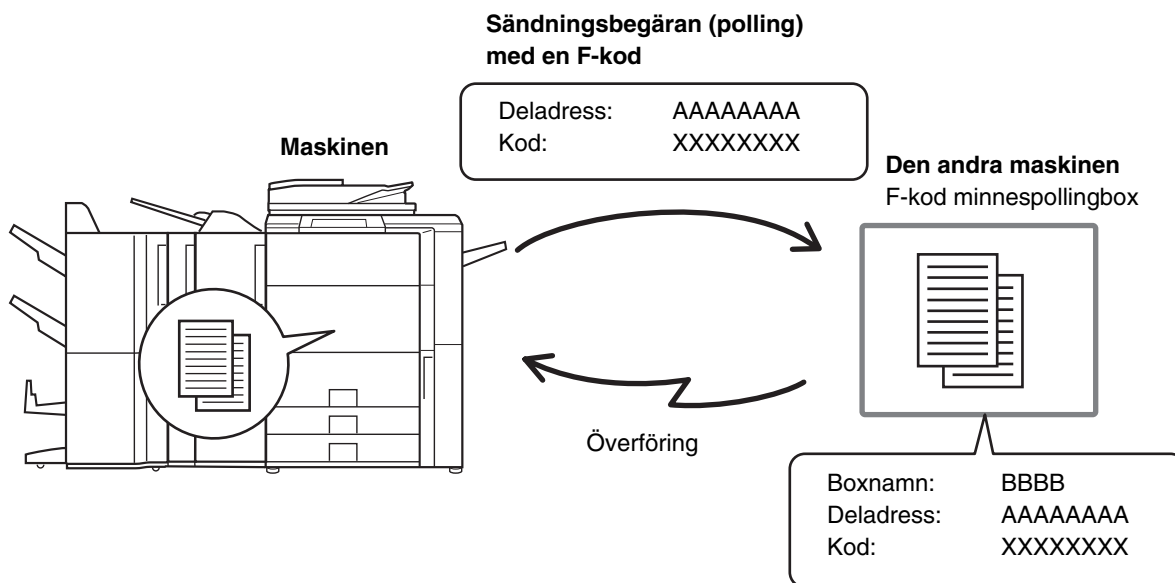 Sändningsbegäran (polling)
med en F-kod
Deladress: AAAAAAAA
Kod: XXXXXXXX
Maskinen
Den andra maskinen
F-kod minnespollingbox
Överföring
Boxnamn: BBBB
Deladress: AAAAAAAA
Kod: XXXXXXXX